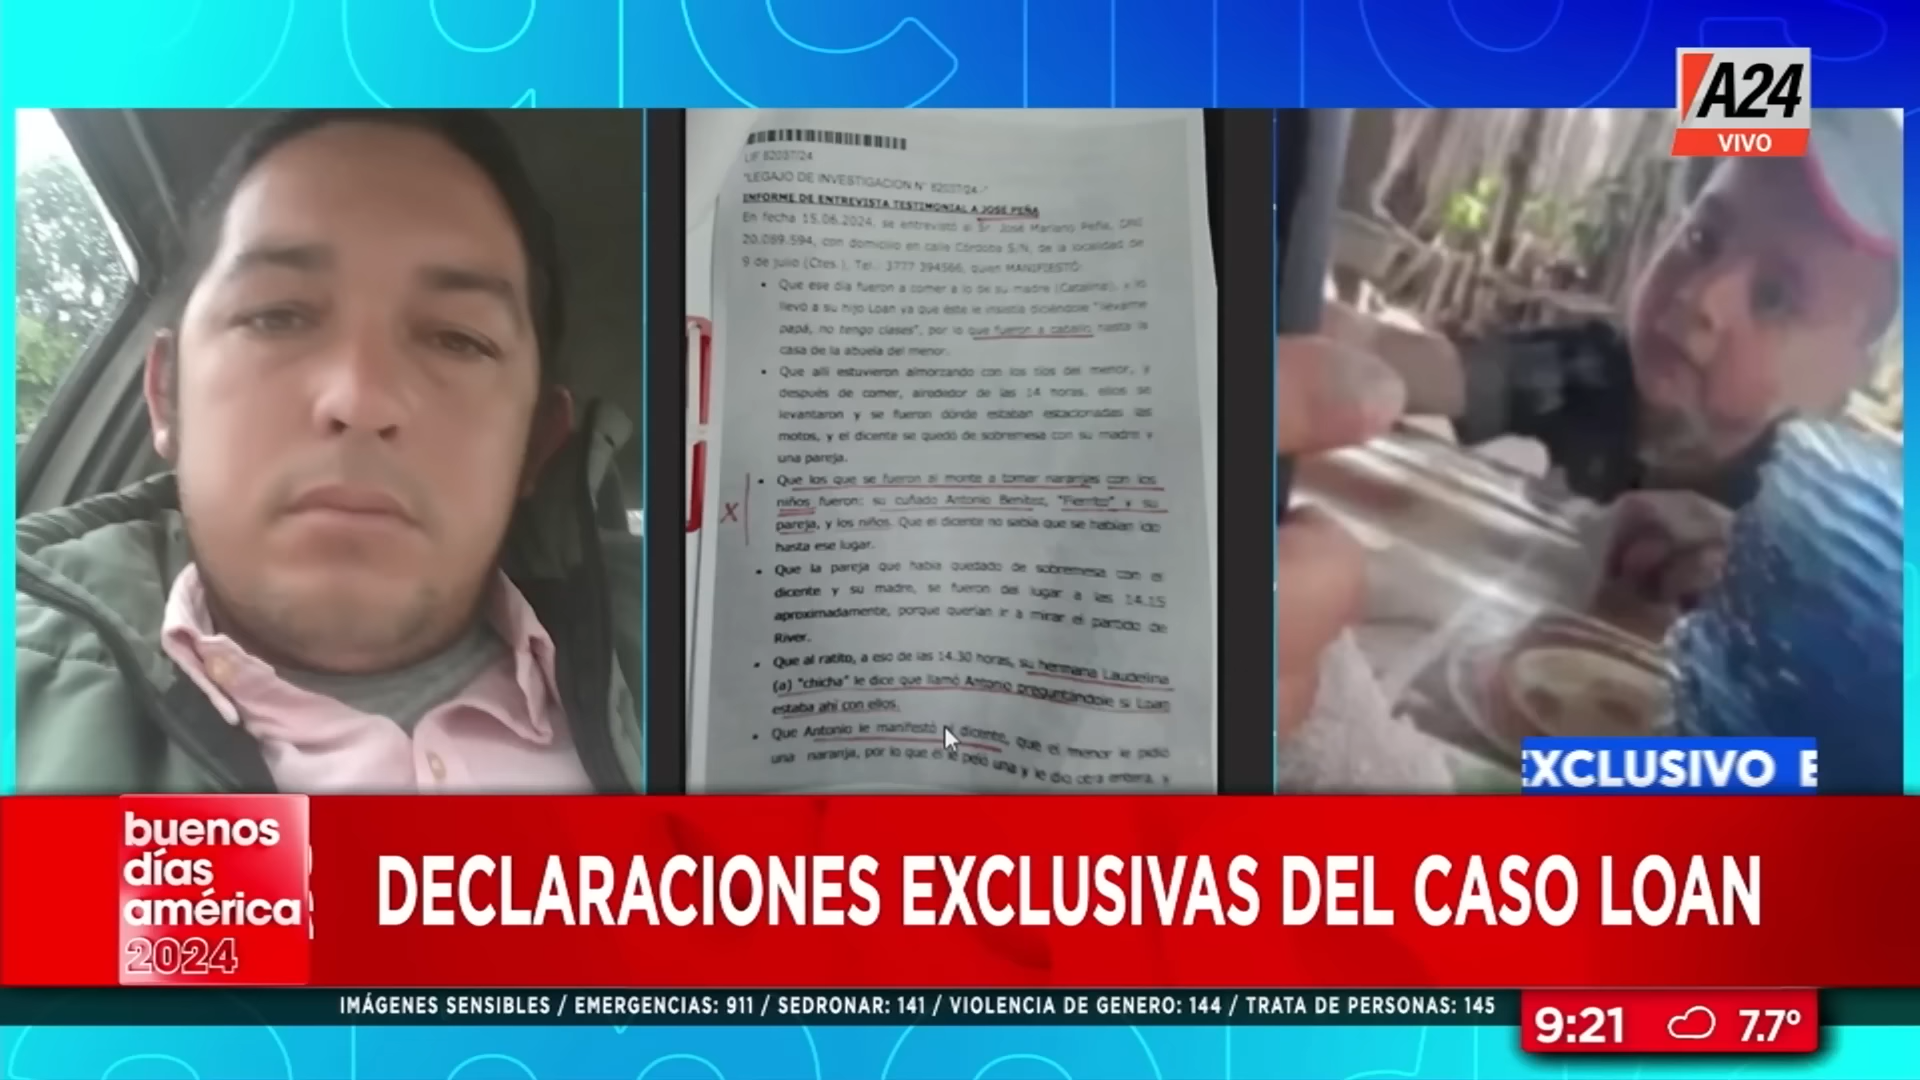 A24
VIVO
LIF 82037/24
"LEGAJO DE INVESTIGACION N° 82037/24-"
INFORME DE ENTREVISTA TESTIMONIAL A JOSE PEÑA
En fecha 15.06.2024, se entrevistó al Sr. José Mariano Peña, DNI
20.089.594, con domicilio en calle Córdoba S/N, de la localidad de
9 de julio (Ctes.), Tel.: 3777 394566, quien MANIFIESTÓ:
• Que ese día fueron a comer a lo de su madre (Catalina), y lo
llevó a su hijo Loan ya que éste le insistía diciéndole "llevame
papá, no tengo clases", por lo que fueron a caballo hasta la
casa de la abuela del menor.
• Que allí estuvieron almorzando con los tíos del menor, y
después de comer, alrededor de las 14 horas, ellos se
levantaron y se fueron dónde estaban estacionadas las
motos, y el dicente se quedó de sobremesa con su madre y
una pareja.
• Que los que se fueron al monte a tomar naranjas con los
niños fueron: su cuñado Antonio Benitez, "Fierrito" y su
X
pareja, y los niños. Que el dicente no sabía que se habían ido
hasta ese lugar.
• Que la pareja que había quedado de sobremesa con el
dicente y su madre, se fueron del lugar a las 14.15
aproximadamente, porque querían ir a mirar el partido de
River.
• Que al ratito, a eso de las 14.30 horas, su hermana Laudelina
(a) "chicha" le dice que llamó Antonio preguntándole si Loan
estaba ahí con ellos.
• Que Antonio le manifestó al dicente, que el menor le pidió
una naranja, por lo que él le peló una y le dio otra entera, y
EXCLUSIVO E
buenos
días
américa
2024
DECLARACIONES EXCLUSIVAS DEL CASO LOAN
IMÁGENES SENSIBLES / EMERGENCIAS: 911 / SEDRONAR: 141 / VIOLENCIA DE GENERO: 144 / TRATA DE PERSONAS: 145
9:21
7.7°